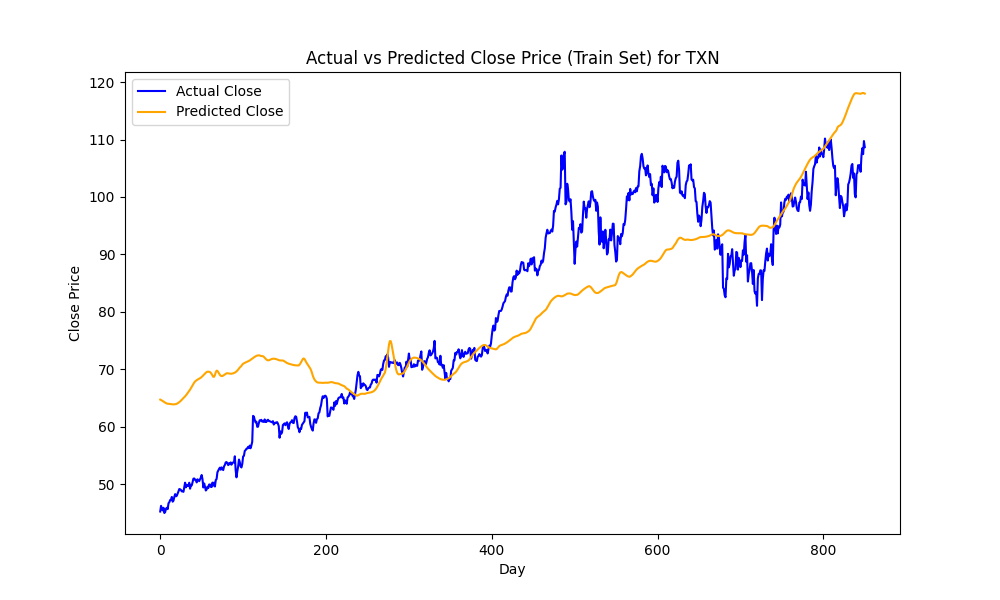 Actual vs Predicted Close Price (Train Set) for TXN
Actual Close
Predicted Close
120
110
100
90
80
70
60
50
Close Price
0 200 400 600 800
Day